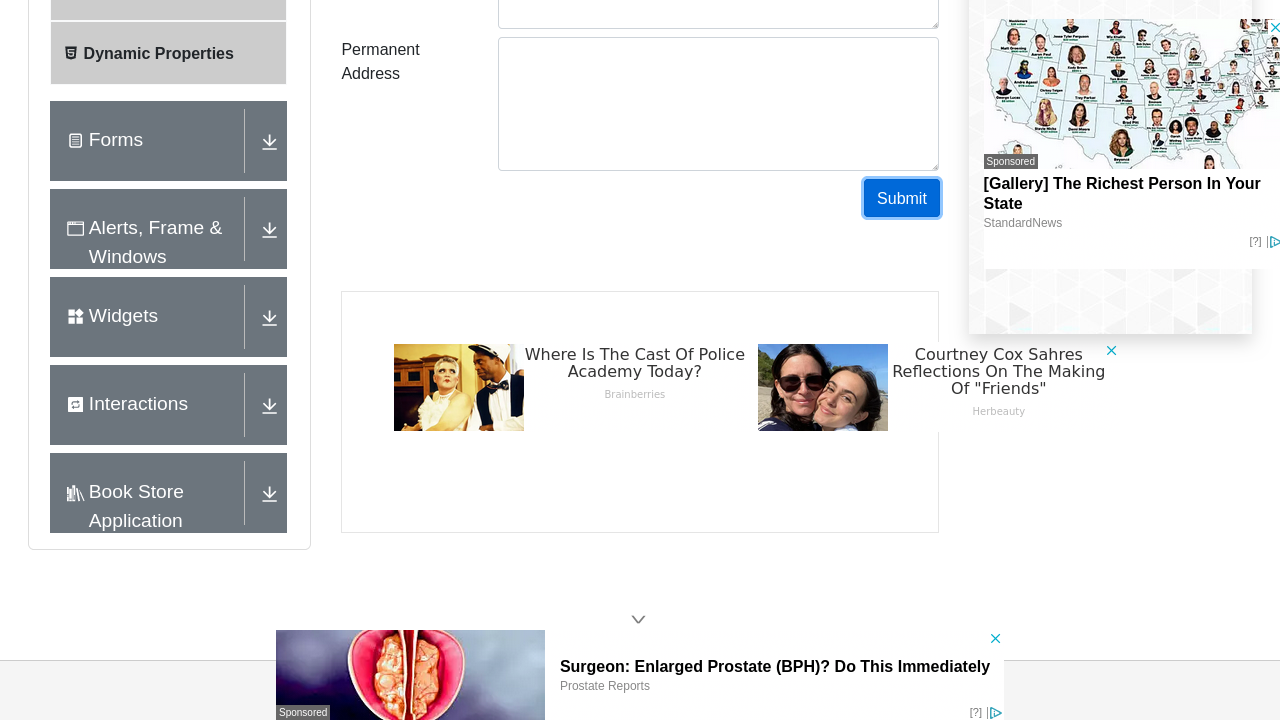 Dynamic Properties
Forms
Alerts, Frame &
Windows
Widgets
Interactions
Book Store
Application
Permanent
Address
Submit
Where Is The Cast Of Police
Academy Today?
Brainberries
Courtney Cox Sahres
Reflections On The Making
Of "Friends"
Herbeauty
Sponsored
[Gallery] The Richest Person In Your
State
StandardNews
[?]
Surgeon: Enlarged Prostate (BPH)? Do This Immediately
Prostate Reports
Sponsored
[?]